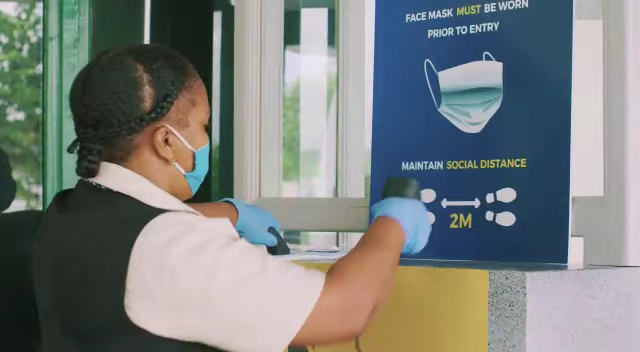 FACE MASK MUST BE WORN
PRIOR TO ENTRY
MAINTAIN SOCIAL DISTANCE
2M